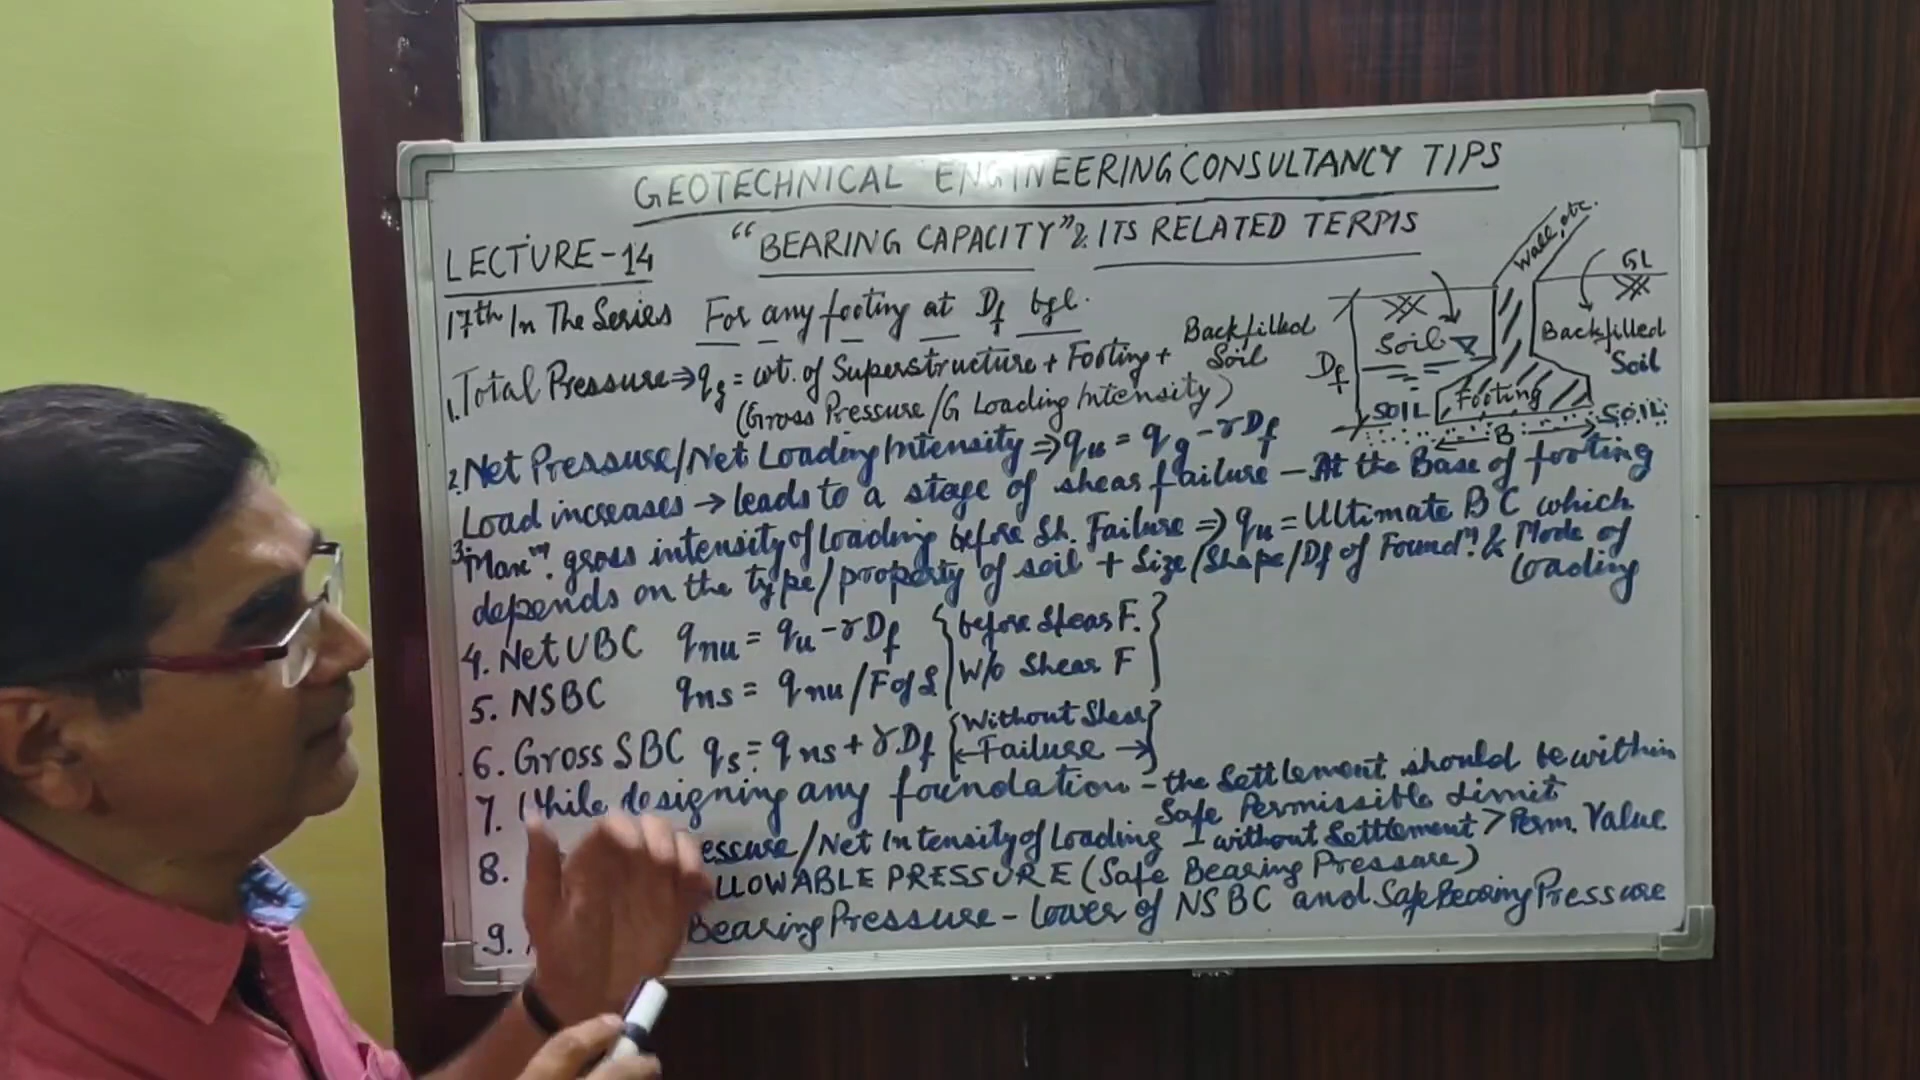 GEOTECHNICAL ENGINEERING CONSULTANCY TIPS
"BEARING CAPACITY" & ITS RELATED TERMS
LECTURE-14
17th In The Series
For any footing at Df bgl.
1. Total Pressure ⇒ qg = wt. of Superstructure + Footing + Backfilled Soil
(Gross Pressure/G Loading Intensity)
2. Net Pressure/Net Loading Intensity ⇒ qn = qg - γDf
Load increases → leads to a stage of shear failure - At the Base of footing
3. Maxm. gross intensity of loading before Sh. Failure ⇒ qu = Ultimate BC which
depends on the type/property of soil + Size/Shape/Df of Foundn. & Mode of Loading
4. Net UBC qnu = qu - γDf {before Shear F.}
5. NSBC qns = qnu/FofS {W/o Shear F}
6. Gross SBC qs = qns + γDf {Without Shear Failure}
7. While designing any foundation - the Settlement should be within
Safe Permissible Limit
8. essure/Net Intensity of Loading - without Settlement > Perm. Value
LLOWABLE PRESSURE (Safe Bearing Pressure)
9. Bearing Pressure - lower of NSBC and Safe Bearing Pressure
Wall, etc.
GL
Soil
Backfilled Soil
Df
Footing
SOIL
SOIL
B